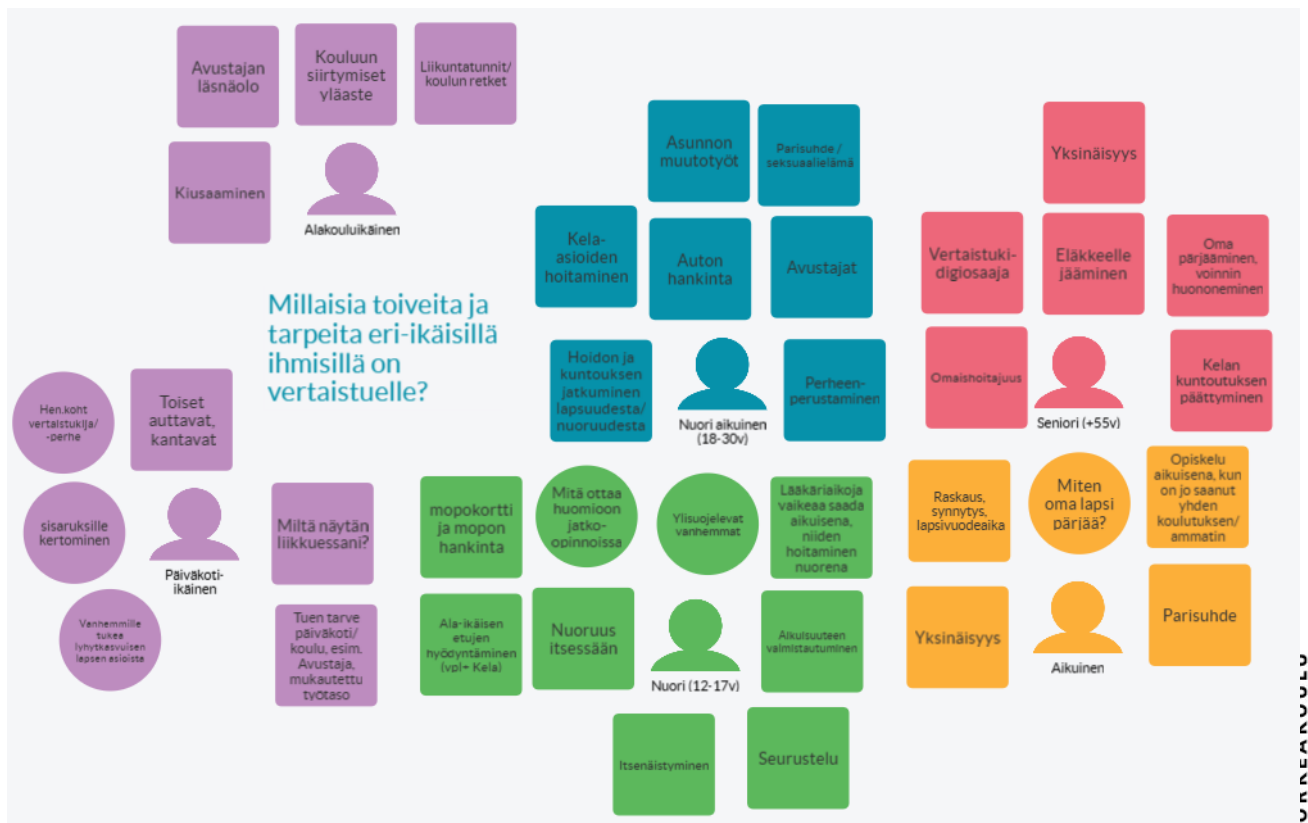 Avustajan
läsnäolo
Kouluun
siirtymiset
yläaste
Liikuntatunnit/
koulun retket
Kiusaaminen
Alakouluikäinen
Millaisia toiveita ja
tarpeita eri-ikäisillä
ihmisillä on
vertaistuelle?
Asunnon
muutotyöt
Parisuhde /
seksuaalielämä
Kela-
asioiden
hoitaminen
Auton
hankinta
Avustajat
Hoidon ja
kuntouksen
jatkuminen
lapsuudesta/
nuoruudesta
Nuori aikuinen
(18-30v)
Perheen-
perustaminen
Yksinäisyys
Vertaistuki-
digiosaaja
Eläkkeelle
jääminen
Oma
pärjääminen,
voinnin
huononeminen
Omaishoitajuus
Seniori (+55v)
Kelan
kuntoutuksen
päättyminen
Hen.koht
vertaistukija/
-perhe
Toiset
auttavat,
kantavat
sisaruksille
kertominen
Päiväkoti-
ikäinen
Miltä näytän
liikkuessani?
Vanhemmille
tukea
lyhytkasvuisen
lapsen asioista
Tuen tarve
päiväkoti/
koulu, esim.
Avustaja,
mukautettu
työtaso
mopokortti
ja mopon
hankinta
Mitä ottaa
huomioon
jatko-
opinnoissa
Ylisuojelevat
vanhemmat
Lääkäriaikoja
vaikeaa saada
aikuisena,
niiden
hoitaminen
nuorena
Ala-ikäisen
etujen
hyödyntäminen
(vpl+ Kela)
Nuoruus
itsessään
Nuori (12-17v)
Aikuisuuteen
valmistautuminen
Itsenäistyminen
Seurustelu
Raskaus,
synnytys,
lapsivuodeaika
Miten
oma lapsi
pärjää?
Opiskelu
aikuisena, kun
on jo saanut
yhden
koulutuksen/
ammatin
Yksinäisyys
Aikuinen
Parisuhde